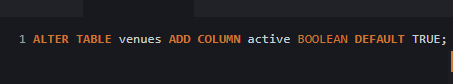 1 ALTER TABLE venues ADD COLUMN active BOOLEAN DEFAULT TRUE;